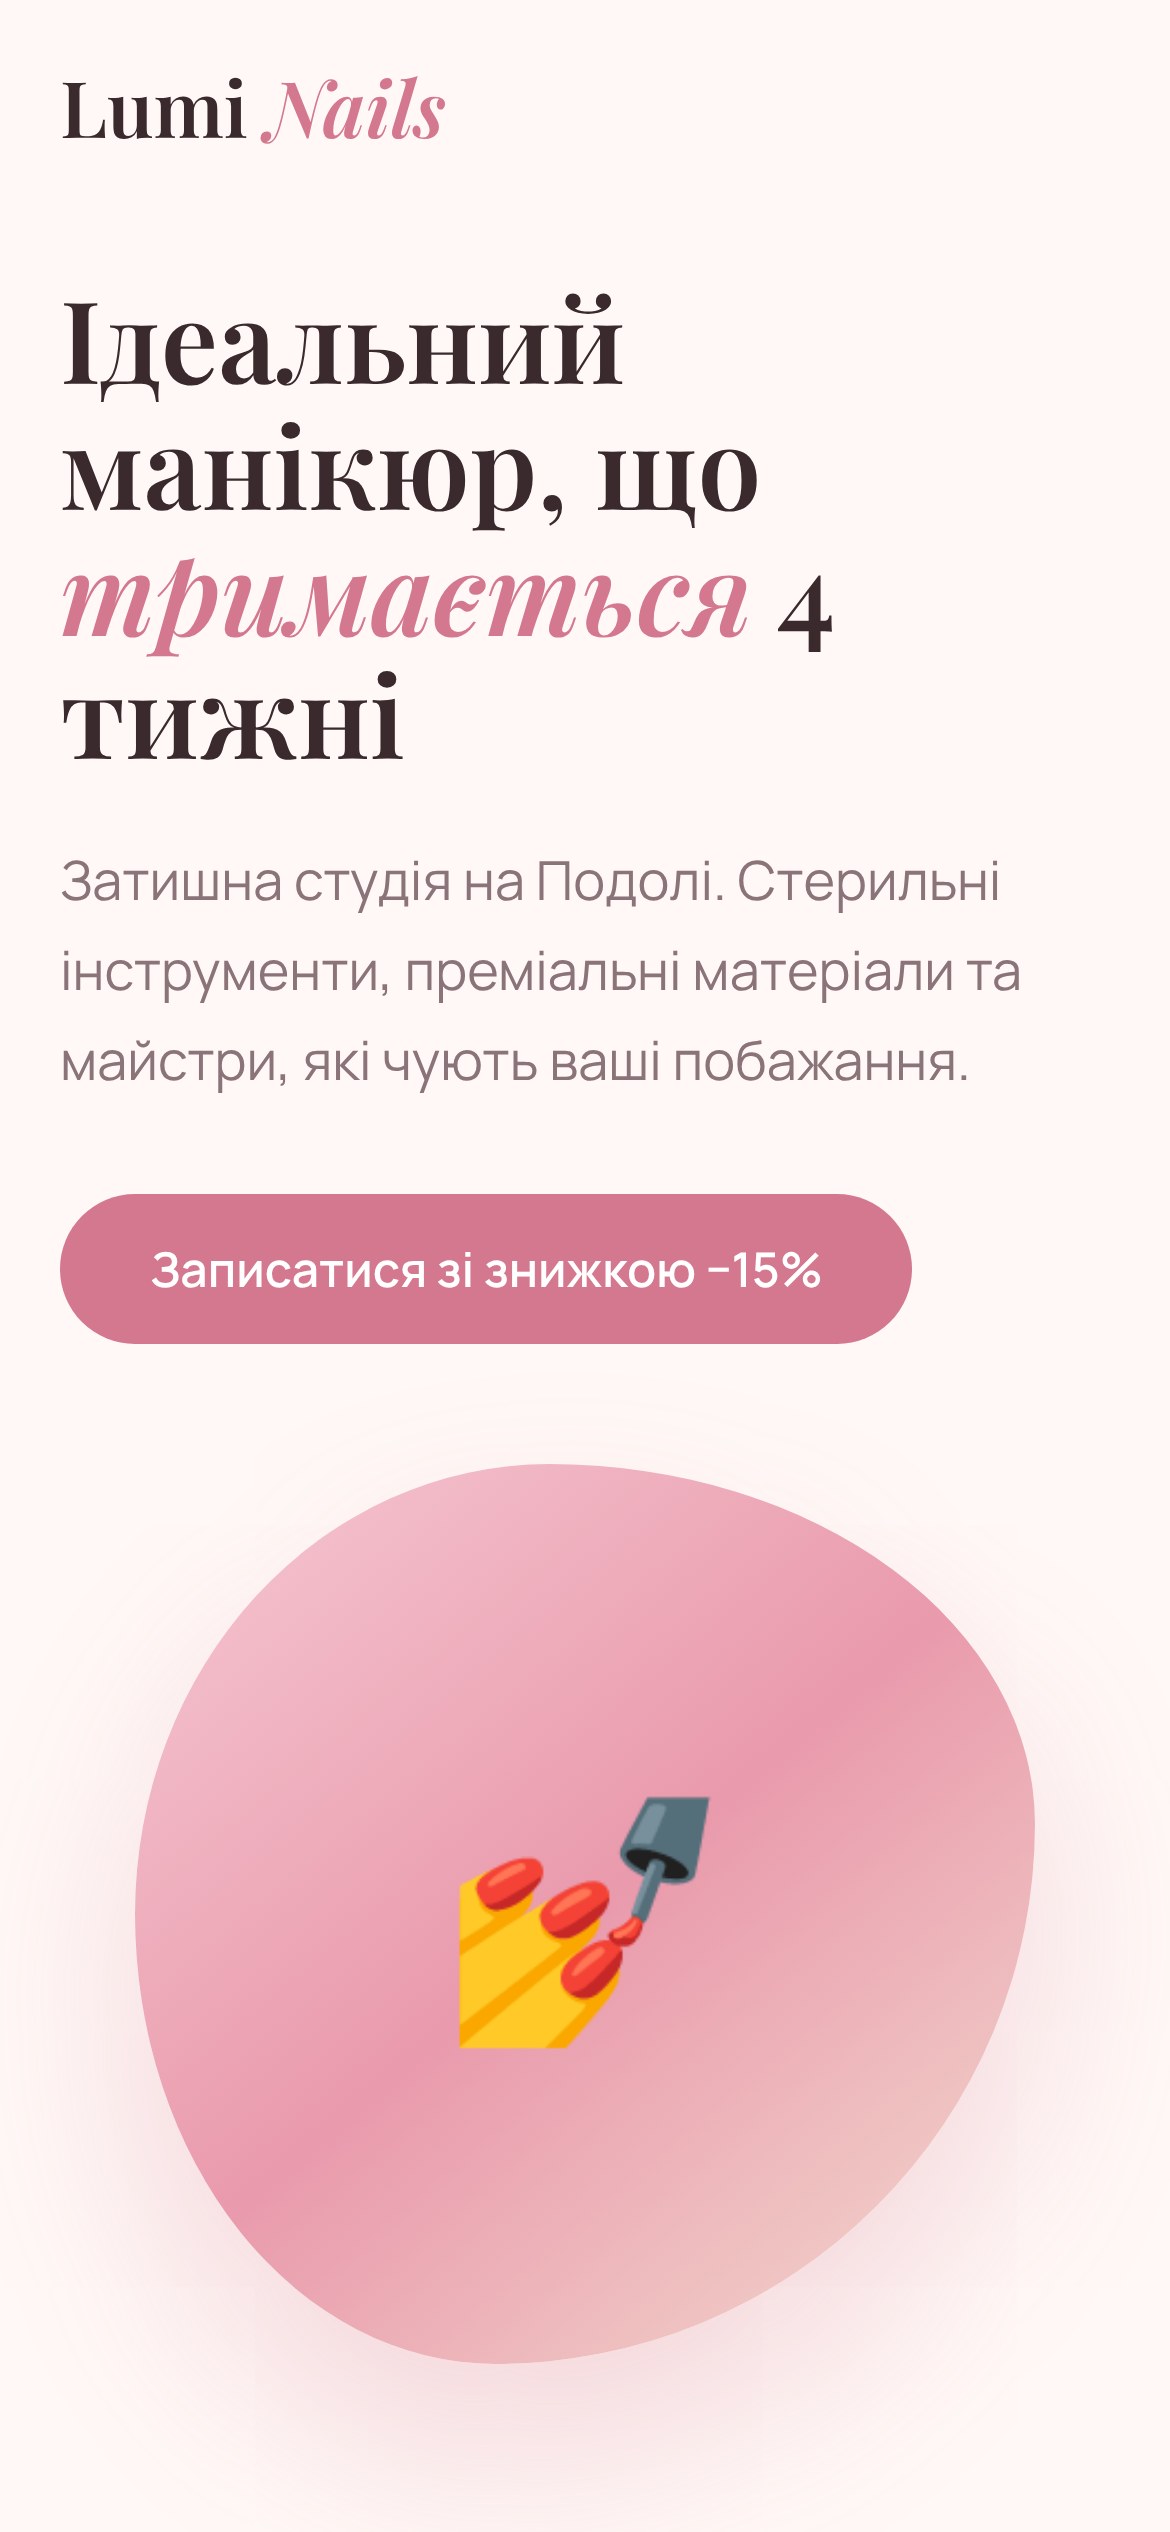 Lumi Nails
Ідеальний
манікюр, що
тримається 4
тижні
Затишна студія на Подолі. Стерильні
інструменти, преміальні матеріали та
майстри, які чують ваші побажання.
Записатися зі знижкою −15%